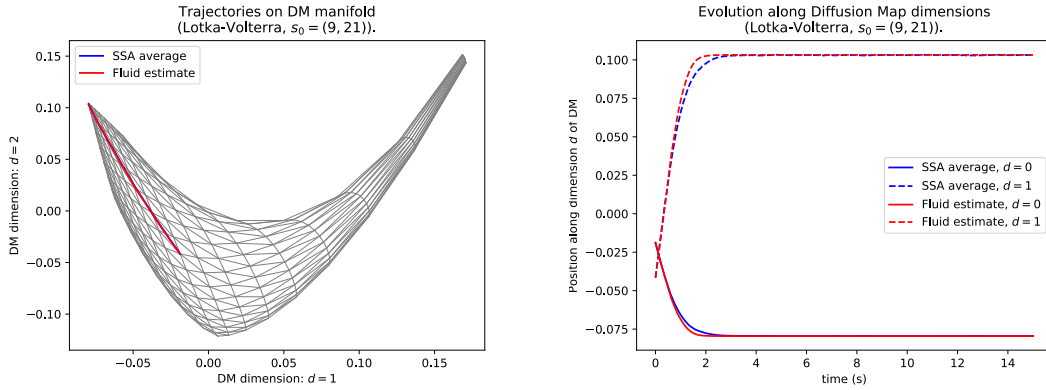 Trajectories on DM manifold
(Lotka-Volterra, s₀ = (9, 21)).
SSA average
Fluid estimate
DM dimension: d = 2
0.15
0.10
0.05
0.00
−0.05
−0.10
−0.05
0.00
0.05
0.10
0.15
DM dimension: d = 1
Evolution along Diffusion Map dimensions
(Lotka-Volterra, s₀ = (9, 21)).
Position along dimension d of DM
0.100
0.075
0.050
0.025
0.000
−0.025
−0.050
−0.075
SSA average, d = 0
SSA average, d = 1
Fluid estimate, d = 0
Fluid estimate, d = 1
0
2
4
6
8
10
12
14
time (s)